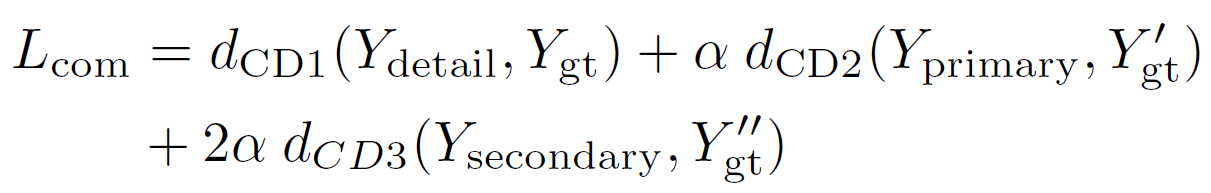 L_com = d_CD1(Y_detail, Y_gt) + α d_CD2(Y_primary, Y'_gt)
+ 2α d_CD3(Y_secondary, Y''_gt)